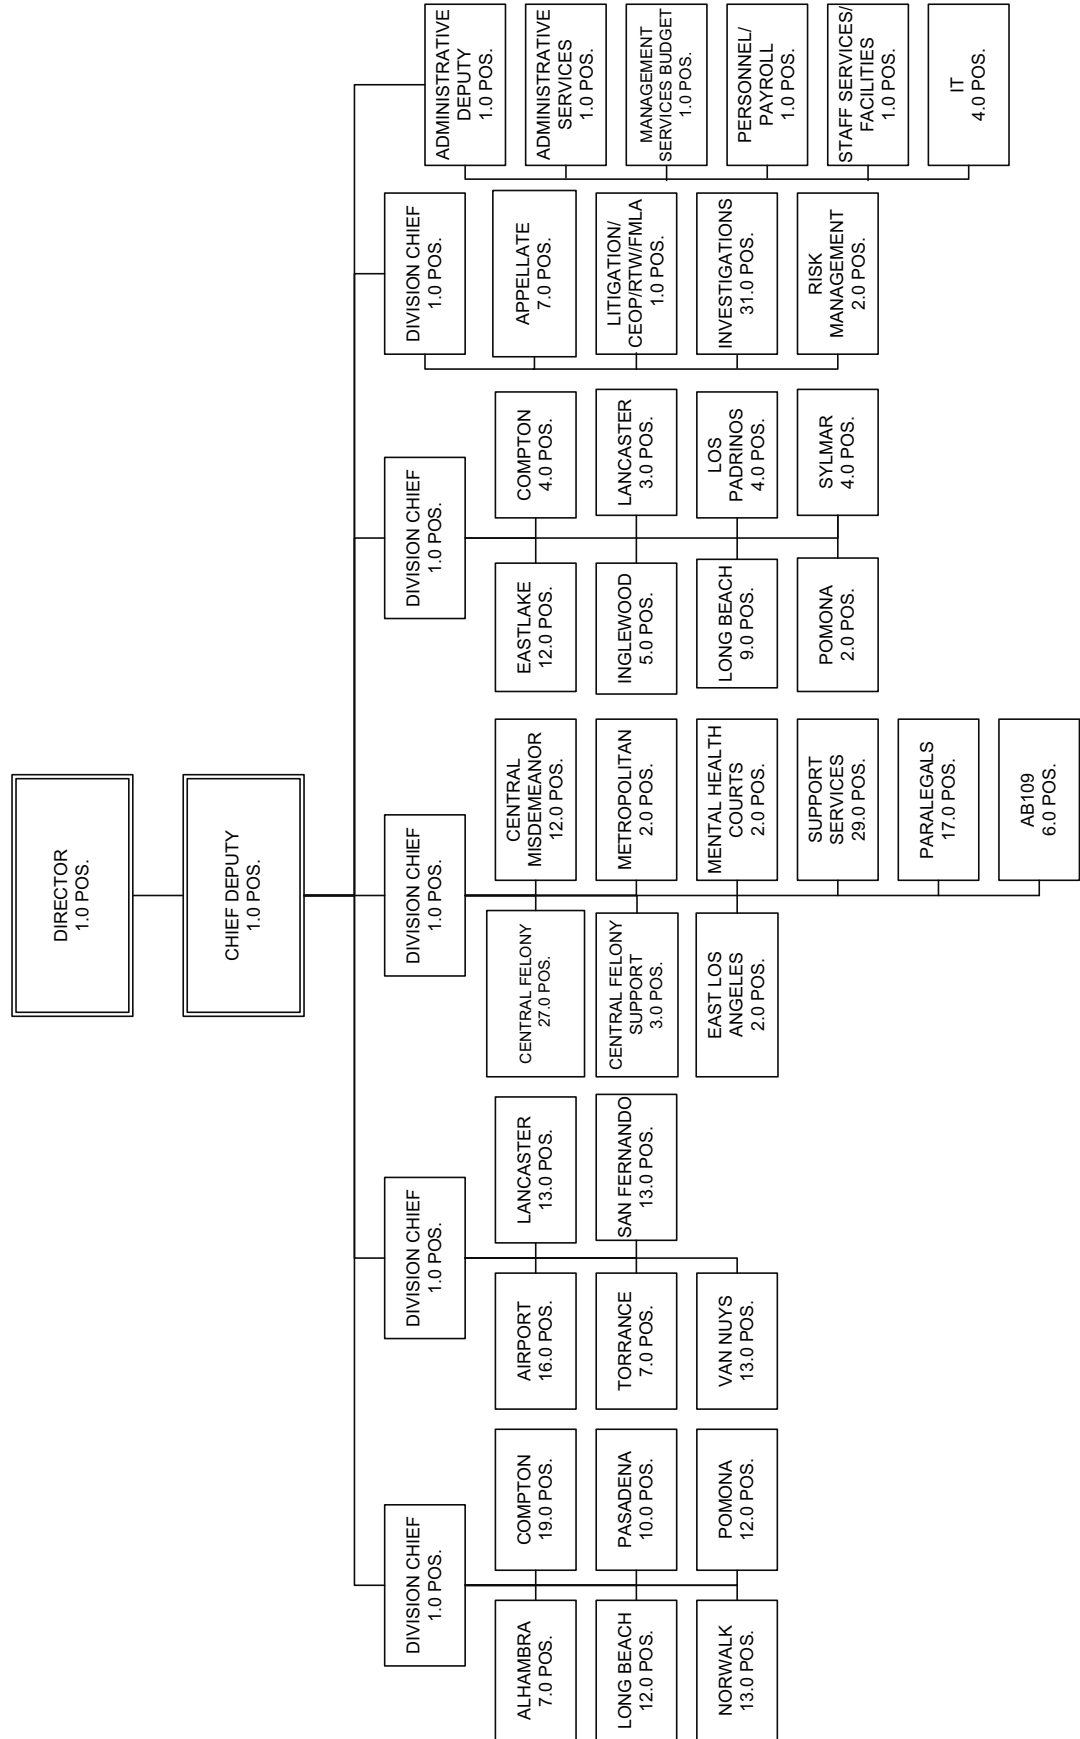 DIRECTOR
1.0 POS.
CHIEF DEPUTY
1.0 POS.
DIVISION CHIEF
1.0 POS.
ALHAMBRA
7.0 POS.
COMPTON
19.0 POS.
LONG BEACH
12.0 POS.
PASADENA
10.0 POS.
NORWALK
13.0 POS.
POMONA
12.0 POS.
DIVISION CHIEF
1.0 POS.
AIRPORT
16.0 POS.
LANCASTER
13.0 POS.
TORRANCE
7.0 POS.
SAN FERNANDO
13.0 POS.
VAN NUYS
13.0 POS.
DIVISION CHIEF
1.0 POS.
CENTRAL FELONY
27.0 POS.
CENTRAL
MISDEMEANOR
12.0 POS.
CENTRAL FELONY
SUPPORT
3.0 POS.
METROPOLITAN
2.0 POS.
EAST LOS
ANGELES
2.0 POS.
MENTAL HEALTH
COURTS
2.0 POS.
SUPPORT
SERVICES
29.0 POS.
PARALEGALS
17.0 POS.
AB109
6.0 POS.
DIVISION CHIEF
1.0 POS.
EASTLAKE
12.0 POS.
COMPTON
4.0 POS.
INGLEWOOD
5.0 POS.
LANCASTER
3.0 POS.
LONG BEACH
9.0 POS.
LOS
PADRINOS
4.0 POS.
POMONA
2.0 POS.
SYLMAR
4.0 POS.
DIVISION CHIEF
1.0 POS.
APPELLATE
7.0 POS.
LITIGATION/
CEOP/RTW/FMLA
1.0 POS.
INVESTIGATIONS
31.0 POS.
RISK
MANAGEMENT
2.0 POS.
ADMINISTRATIVE
DEPUTY
1.0 POS.
ADMINISTRATIVE
SERVICES
1.0 POS.
MANAGEMENT
SERVICES BUDGET
1.0 POS.
PERSONNEL/
PAYROLL
1.0 POS.
STAFF SERVICES/
FACILITIES
1.0 POS.
IT
4.0 POS.